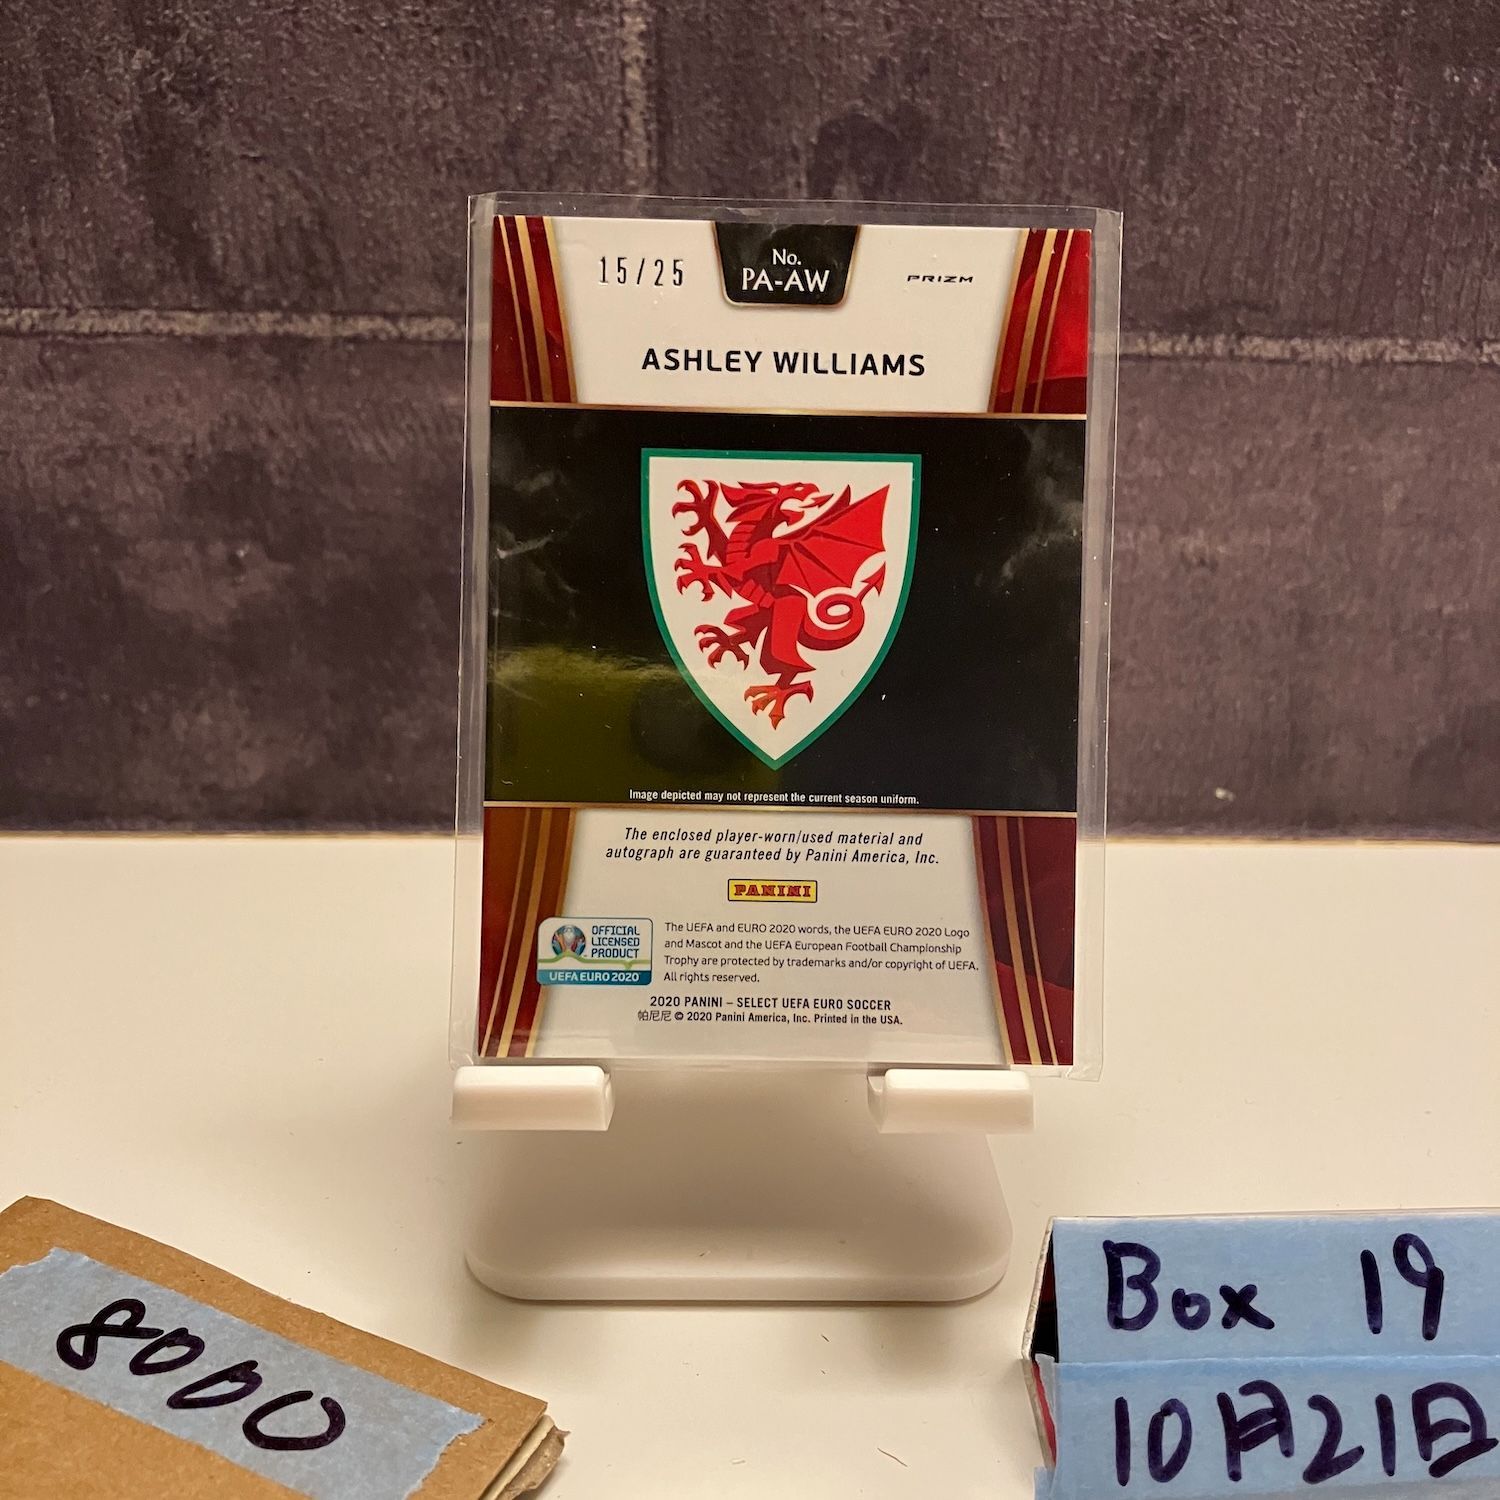 15/25
No.
PA-AW
PRIZM
ASHLEY WILLIAMS
Image depicted may not represent the current season uniform.
The enclosed player-worn/used material and
autograph are guaranteed by Panini America, Inc.
PANINI
OFFICIAL
LICENSED
PRODUCT
UEFA EURO 2020
The UEFA and EURO 2020 words, the UEFA EURO 2020 Logo
and Mascot and the UEFA European Football Championship
Trophy are protected by trademarks and/or copyright of UEFA.
All rights reserved.
2020 PANINI – SELECT UEFA EURO SOCCER
帕尼尼 © 2020 Panini America, Inc. Printed in the USA.
8000
Box 19
10月21日